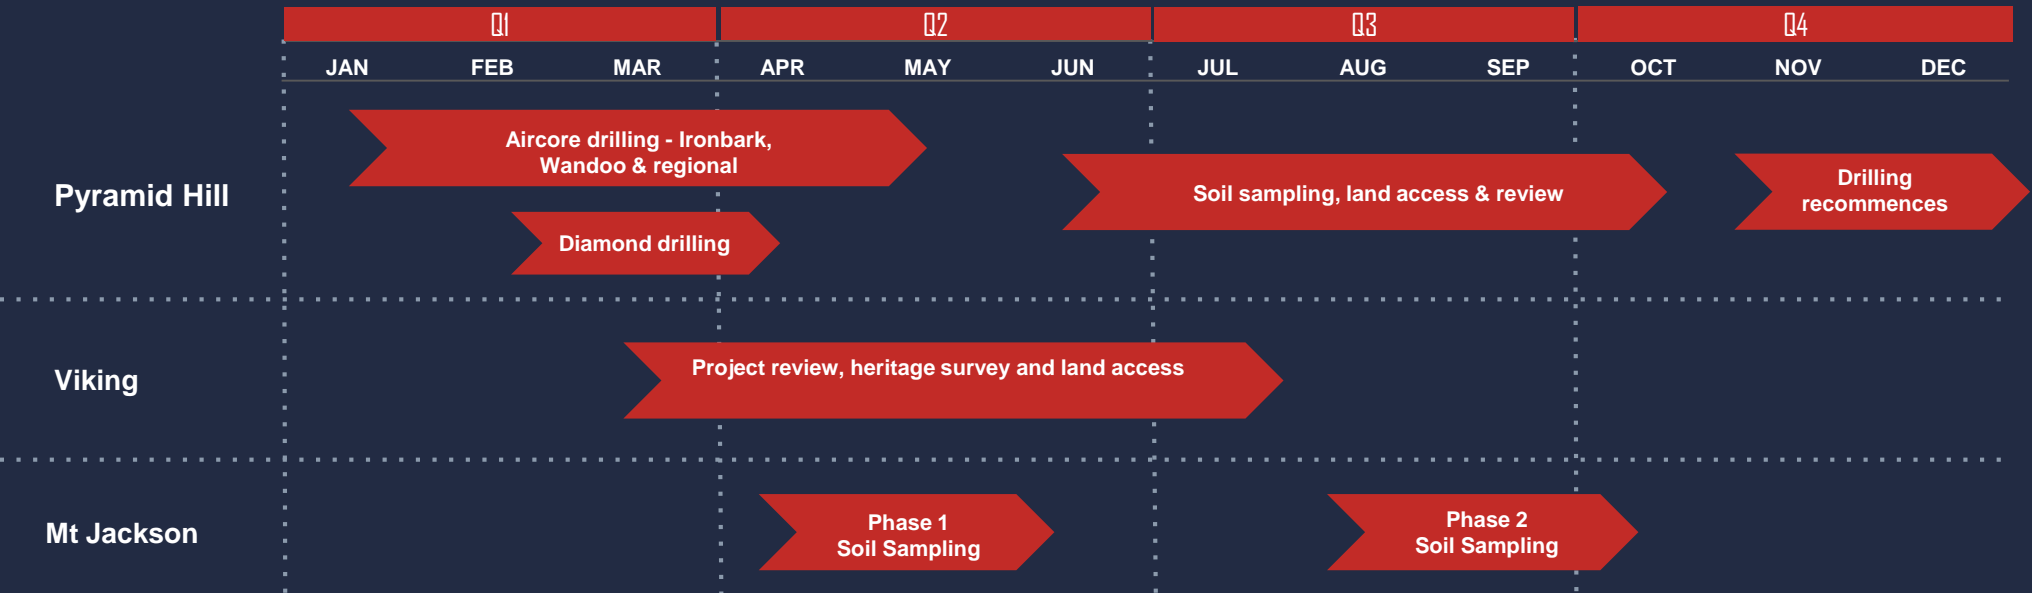 Q1 Q2 Q3 Q4
JAN FEB MAR APR MAY JUN JUL AUG SEP OCT NOV DEC
Pyramid Hill
Aircore drilling - Ironbark,
Wandoo & regional
Diamond drilling
Soil sampling, land access & review
Drilling
recommences
Viking
Project review, heritage survey and land access
Mt Jackson
Phase 1
Soil Sampling
Phase 2
Soil Sampling